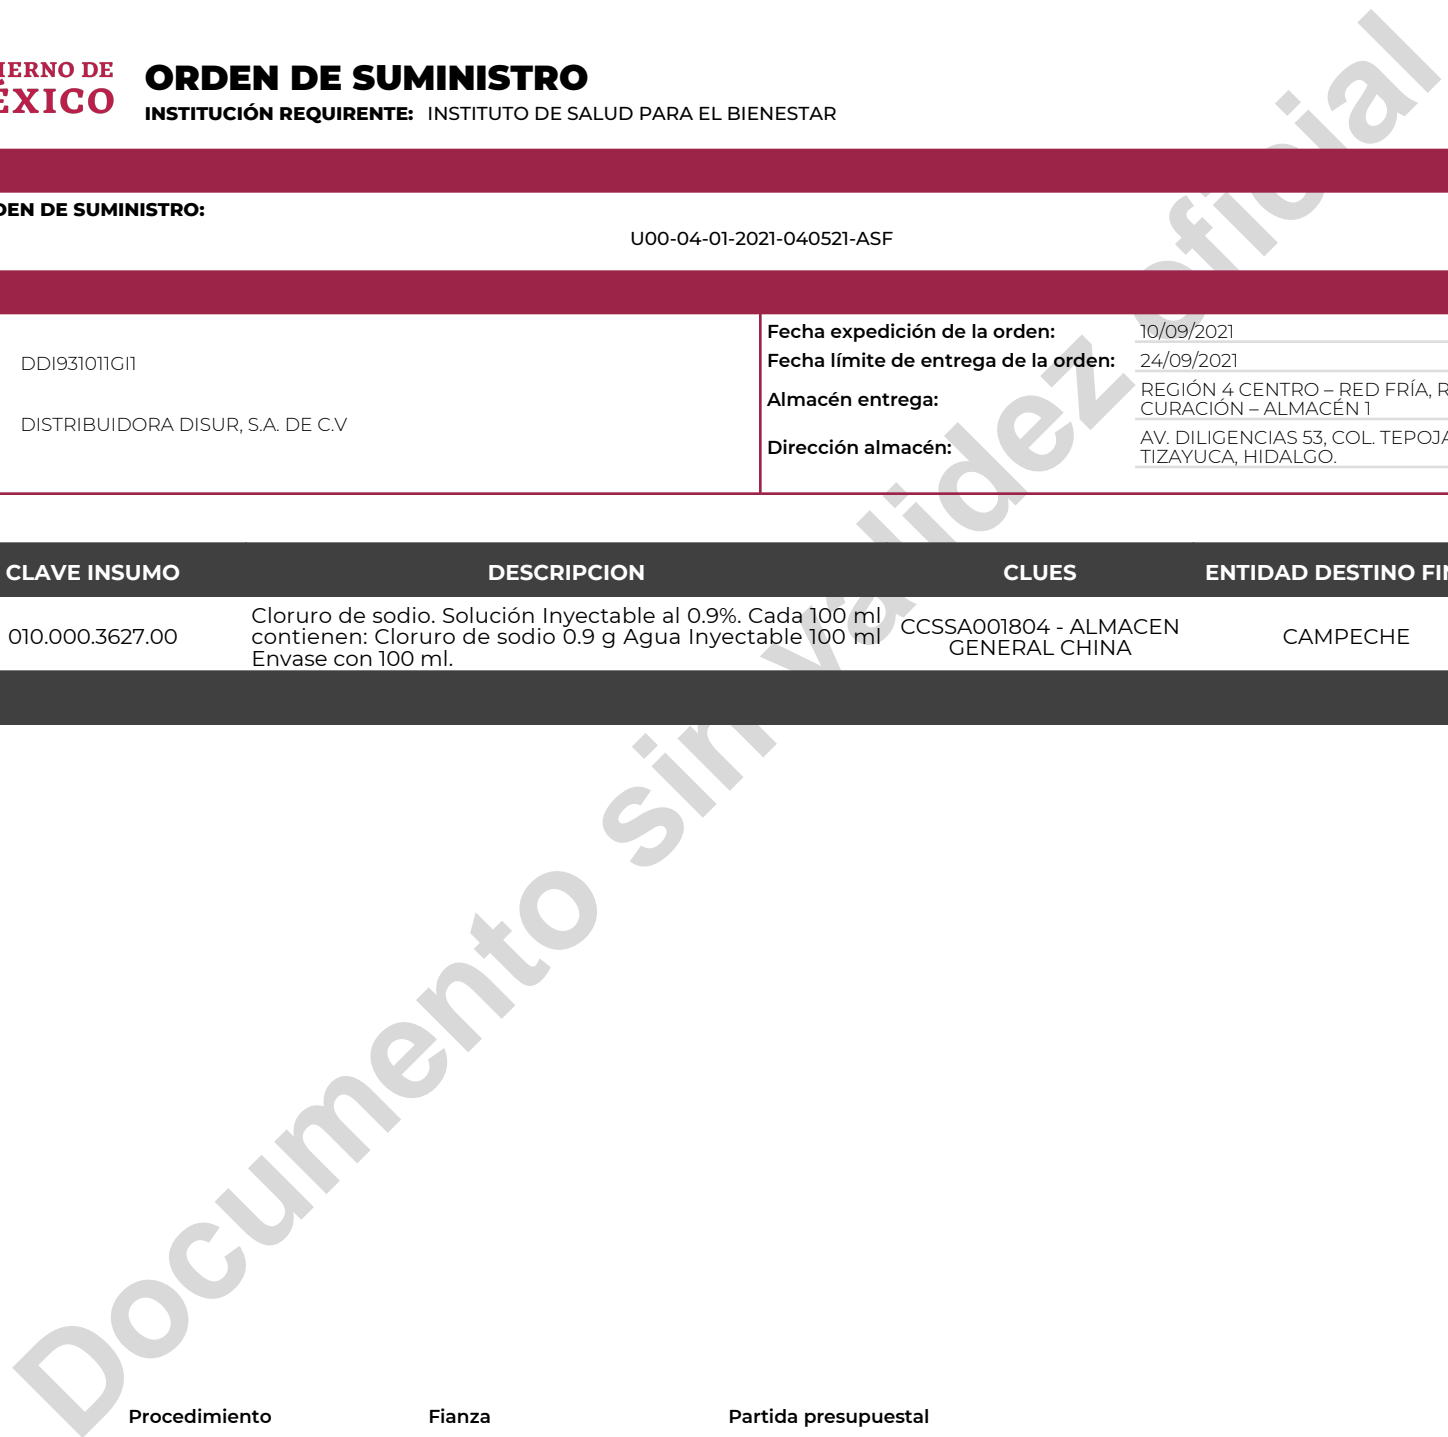 IERNO DE
ÉXICO
ORDEN DE SUMINISTRO
INSTITUCIÓN REQUIRENTE: INSTITUTO DE SALUD PARA EL BIENESTAR
DEN DE SUMINISTRO:
U00-04-01-2021-040521-ASF
DDI931011GI1
DISTRIBUIDORA DISUR, S.A. DE C.V
Fecha expedición de la orden: 10/09/2021
Fecha límite de entrega de la orden: 24/09/2021
Almacén entrega: REGIÓN 4 CENTRO – RED FRÍA, R
CURACIÓN – ALMACÉN 1
Dirección almacén: AV. DILIGENCIAS 53, COL. TEPOJA
TIZAYUCA, HIDALGO.
CLAVE INSUMO DESCRIPCION CLUES ENTIDAD DESTINO FIN
010.000.3627.00
Cloruro de sodio. Solución Inyectable al 0.9%. Cada 100 ml
contienen: Cloruro de sodio 0.9 g Agua Inyectable 100 ml
Envase con 100 ml.
CCSSA001804 - ALMACEN
GENERAL CHINA
CAMPECHE
Documento sin validez oficial
Procedimiento Fianza Partida presupuestal